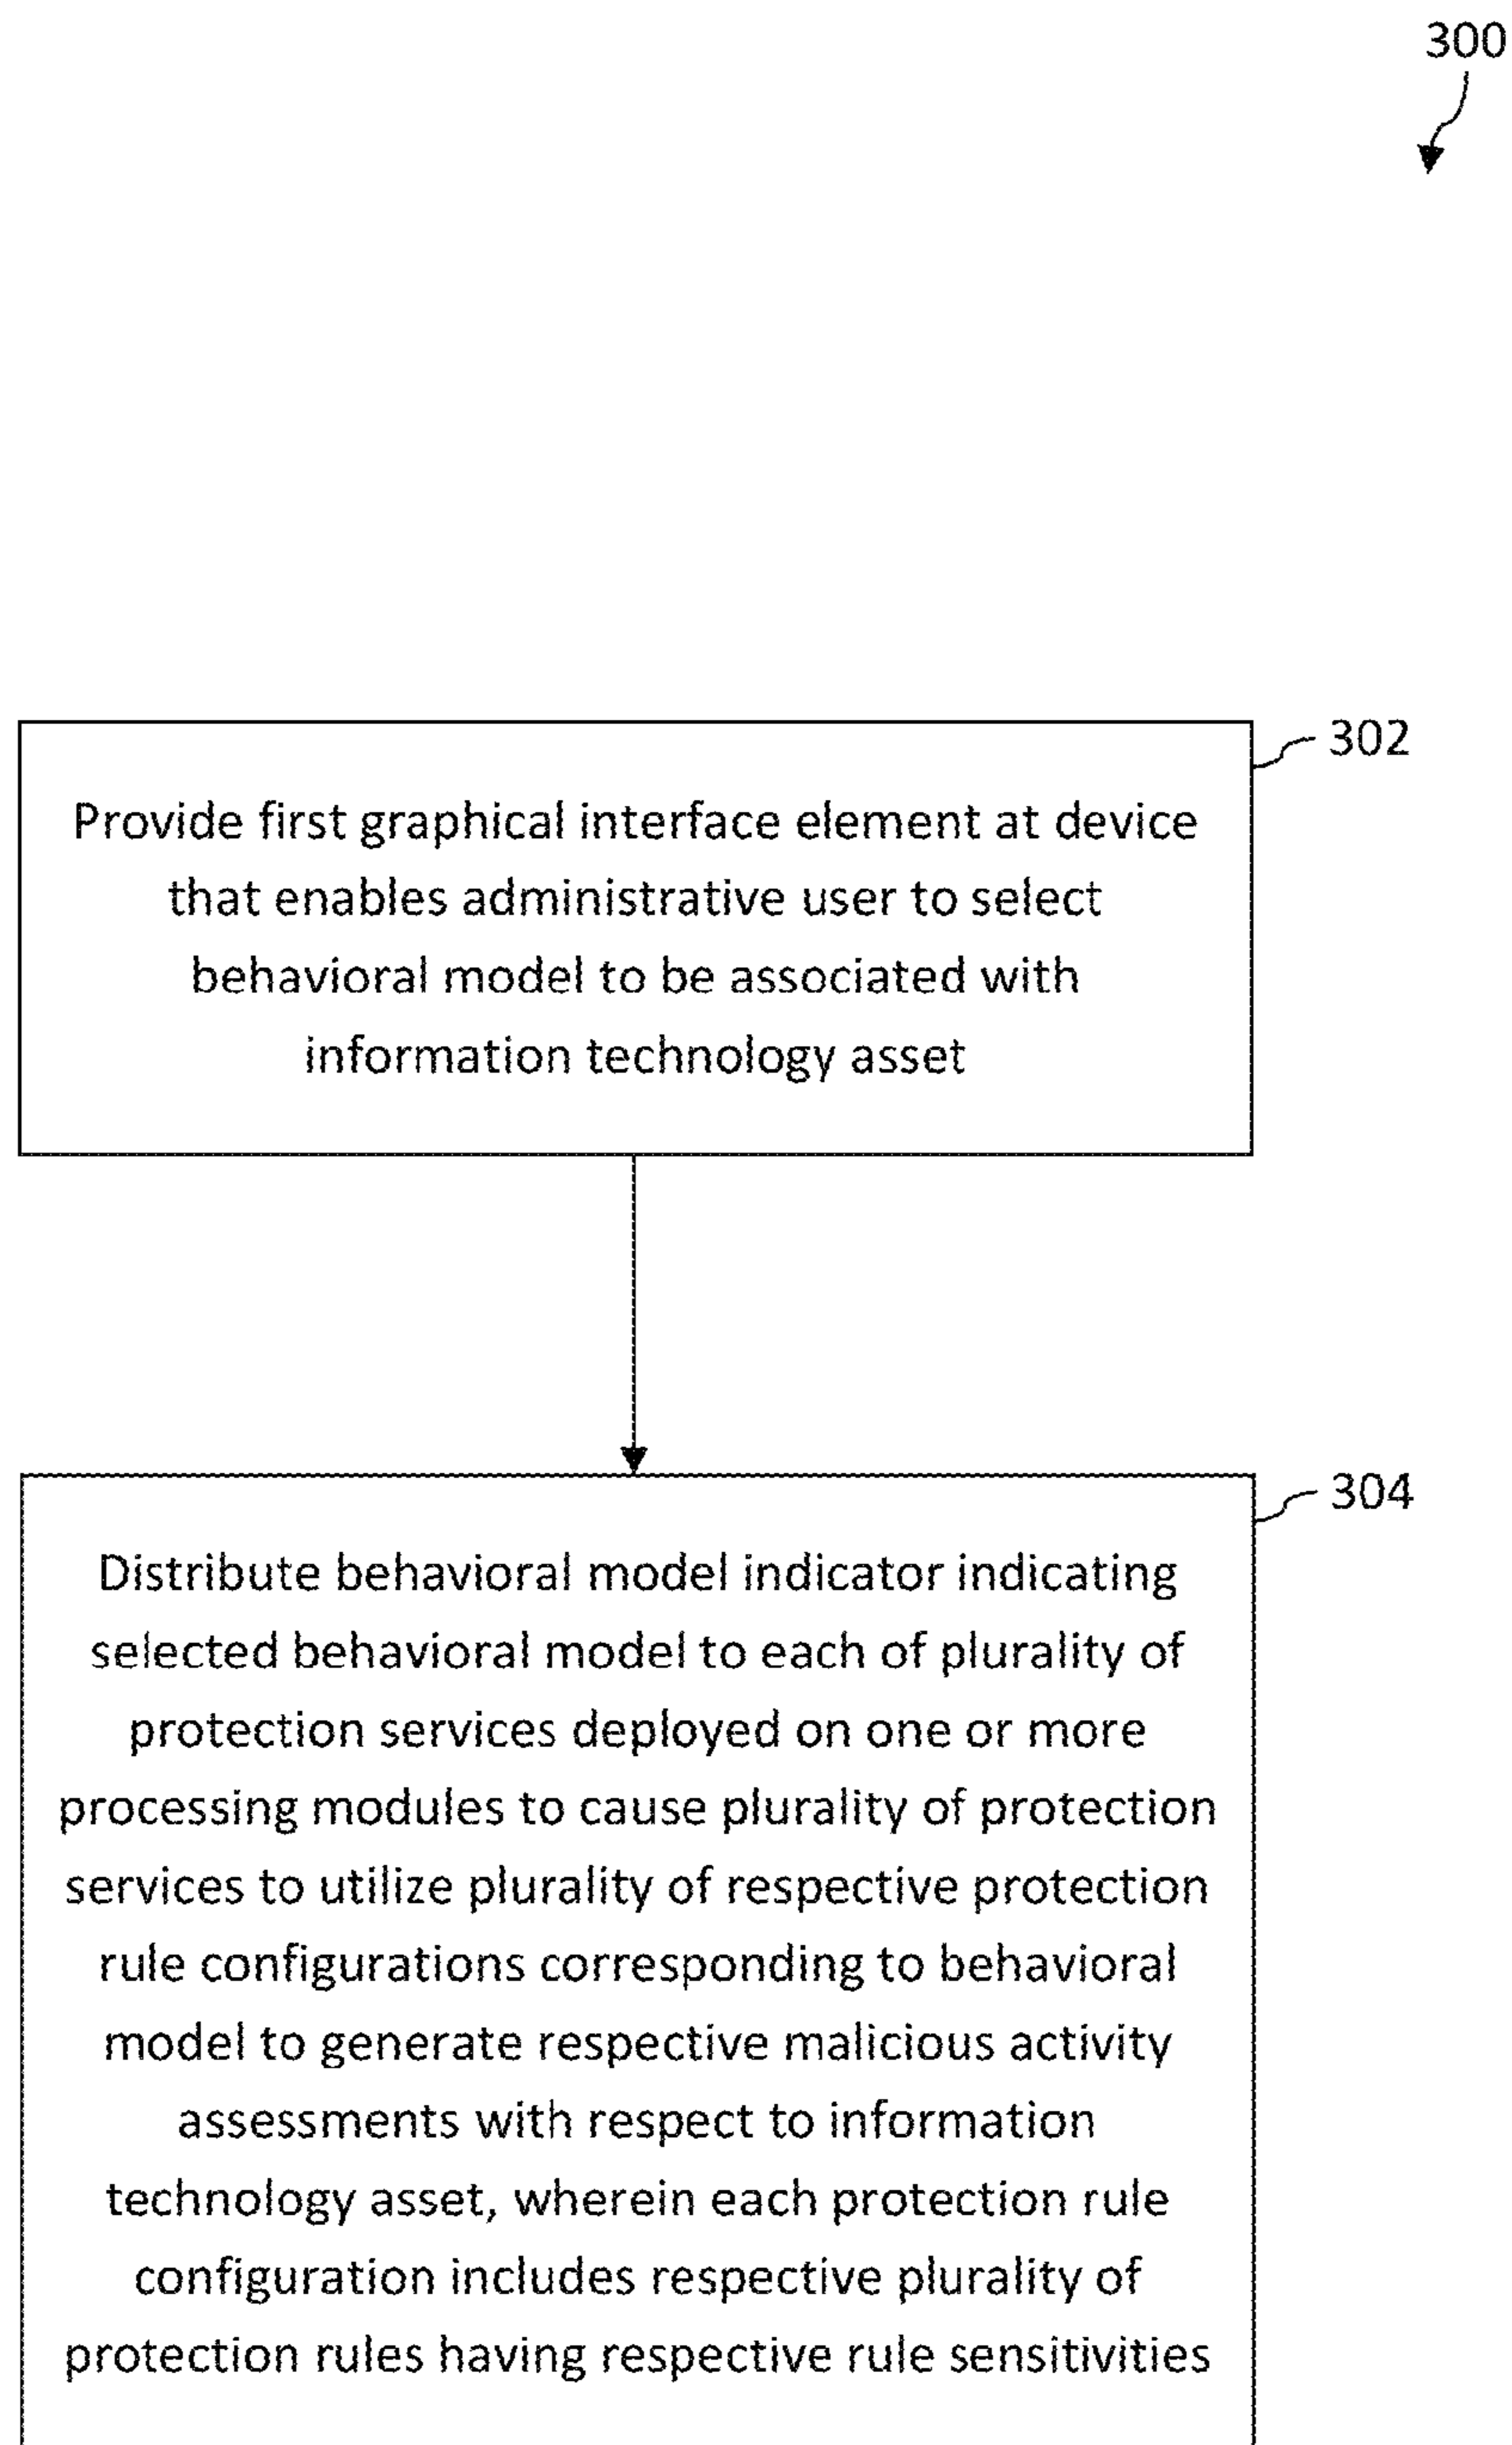 300
302
Provide first graphical interface element at device
that enables administrative user to select
behavioral model to be associated with
information technology asset
304
Distribute behavioral model indicator indicating
selected behavioral model to each of plurality of
protection services deployed on one or more
processing modules to cause plurality of protection
services to utilize plurality of respective protection
rule configurations corresponding to behavioral
model to generate respective malicious activity
assessments with respect to information
technology asset, wherein each protection rule
configuration includes respective plurality of
protection rules having respective rule sensitivities